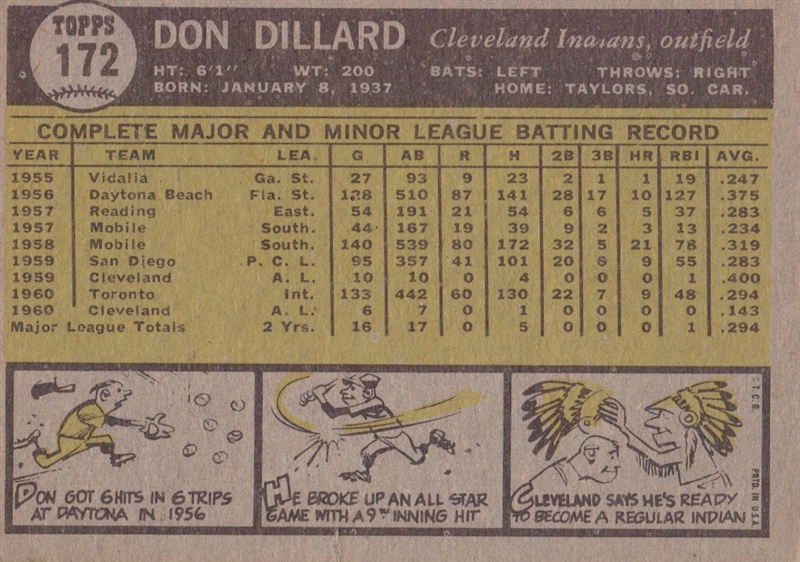 TOPPS
172
DON DILLARD Cleveland Indians, outfield
HT: 6'1" WT: 200 BATS: LEFT THROWS: RIGHT
BORN: JANUARY 8, 1937 HOME: TAYLORS, SO. CAR.
COMPLETE MAJOR AND MINOR LEAGUE BATTING RECORD
YEAR TEAM LEA. G AB R H 2B 3B HR RBI AVG.
1955 Vidalia Ga. St. 27 93 9 23 2 1 1 19 .247
1956 Daytona Beach Fla. St. 128 510 87 141 28 17 10 127 .375
1957 Reading East. 54 191 21 54 6 6 5 37 .283
1957 Mobile South. 44 167 19 39 9 2 3 13 .234
1958 Mobile South. 140 539 80 172 32 5 21 78 .319
1959 San Diego P. C. L. 95 357 41 101 20 6 9 55 .283
1959 Cleveland A. L. 10 10 0 4 0 0 0 1 .400
1960 Toronto Int. 133 442 60 130 22 7 9 48 .294
1960 Cleveland A. L. 6 7 0 1 0 0 0 0 .143
Major League Totals 2 Yrs. 16 17 0 5 0 0 0 1 .294
DON GOT 6 HITS IN 6 TRIPS
AT DAYTONA IN 1956
HE BROKE UP AN ALL STAR
GAME WITH A 9TH INNING HIT
CLEVELAND SAYS HE'S READY
TO BECOME A REGULAR INDIAN
©T.C.G.
PRTD. IN U.S.A.